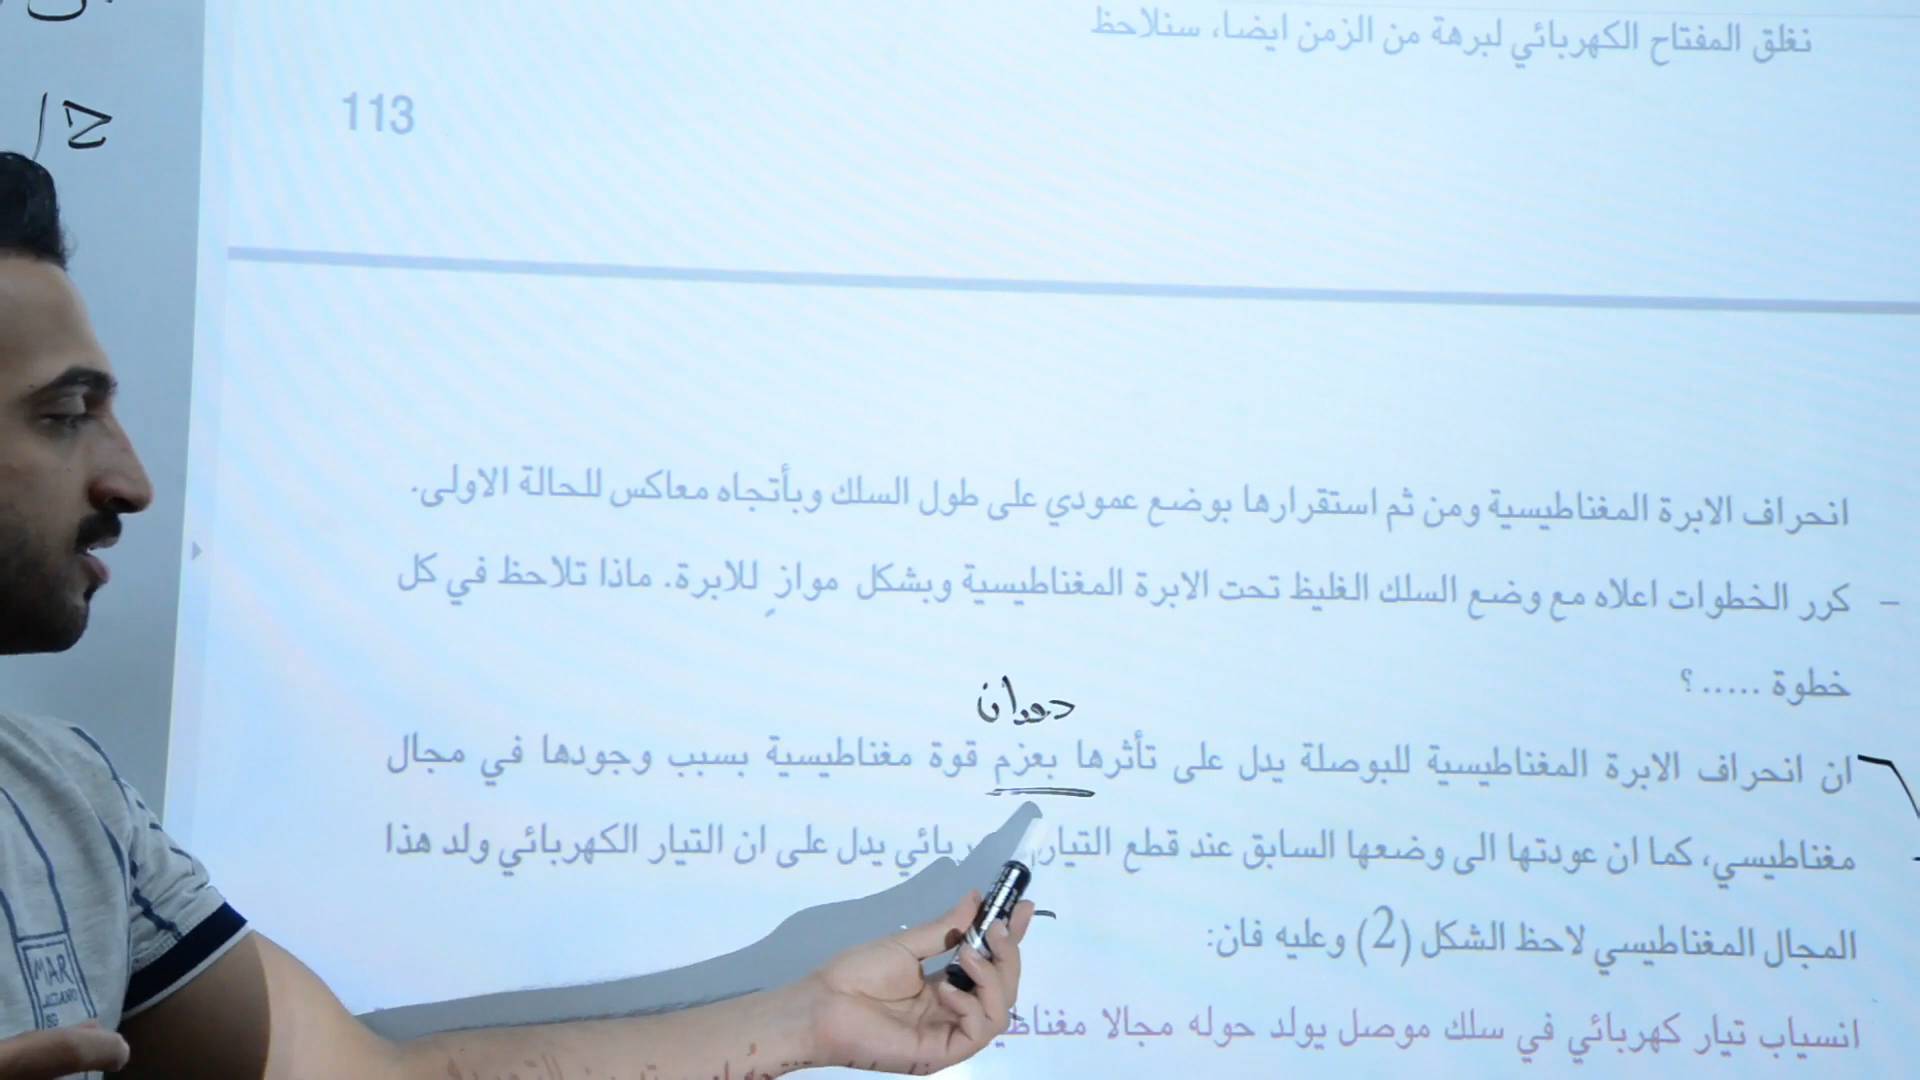 نغلق المفتاح الكهربائي لبرهة من الزمن ايضا، سنلاحظ
113
ج /
انحراف الابرة المغناطيسية ومن ثم استقرارها بوضع عمودي على طول السلك وبأتجاه معاكس للحالة الاولى.
– كرر الخطوات اعلاه مع وضع السلك الغليظ تحت الابرة المغناطيسية وبشكل موازٍ للابرة. ماذا تلاحظ في كل
خطوة .....؟
دوران
ان انحراف الابرة المغناطيسية للبوصلة يدل على تأثرها بعزم قوة مغناطيسية بسبب وجودها في مجال
مغناطيسي، كما ان عودتها الى وضعها السابق عند قطع التيار يدل على ان التيار الكهربائي ولد هذا
المجال المغناطيسي لاحظ الشكل (2) وعليه فان:
انسياب تيار كهربائي في سلك موصل يولد حوله مجالا
MAR